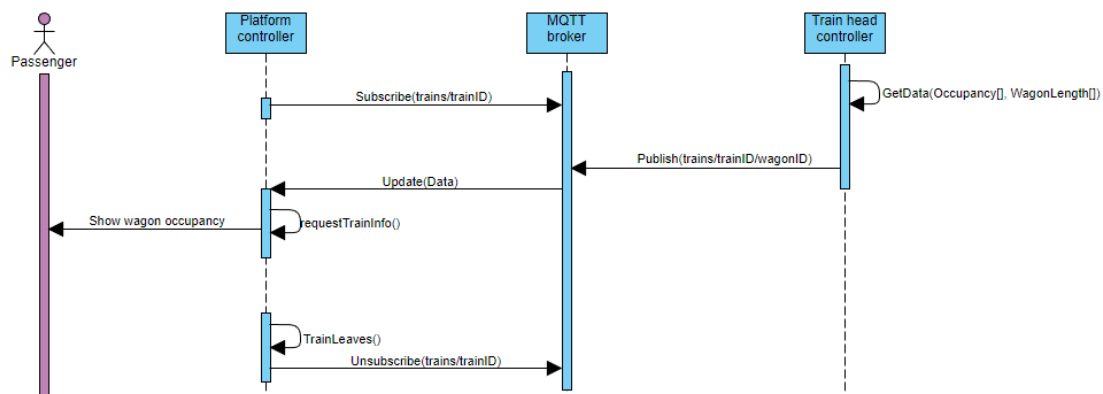 Platform
controller
MQTT
broker
Train head
controller
Passenger
GetData(Occupancy[], WagonLength[])
Subscribe(trains/trainID)
Publish(trains/trainID/wagonID)
Update(Data)
Show wagon occupancy
requestTrainInfo()
TrainLeaves()
Unsubscribe(trains/trainID)